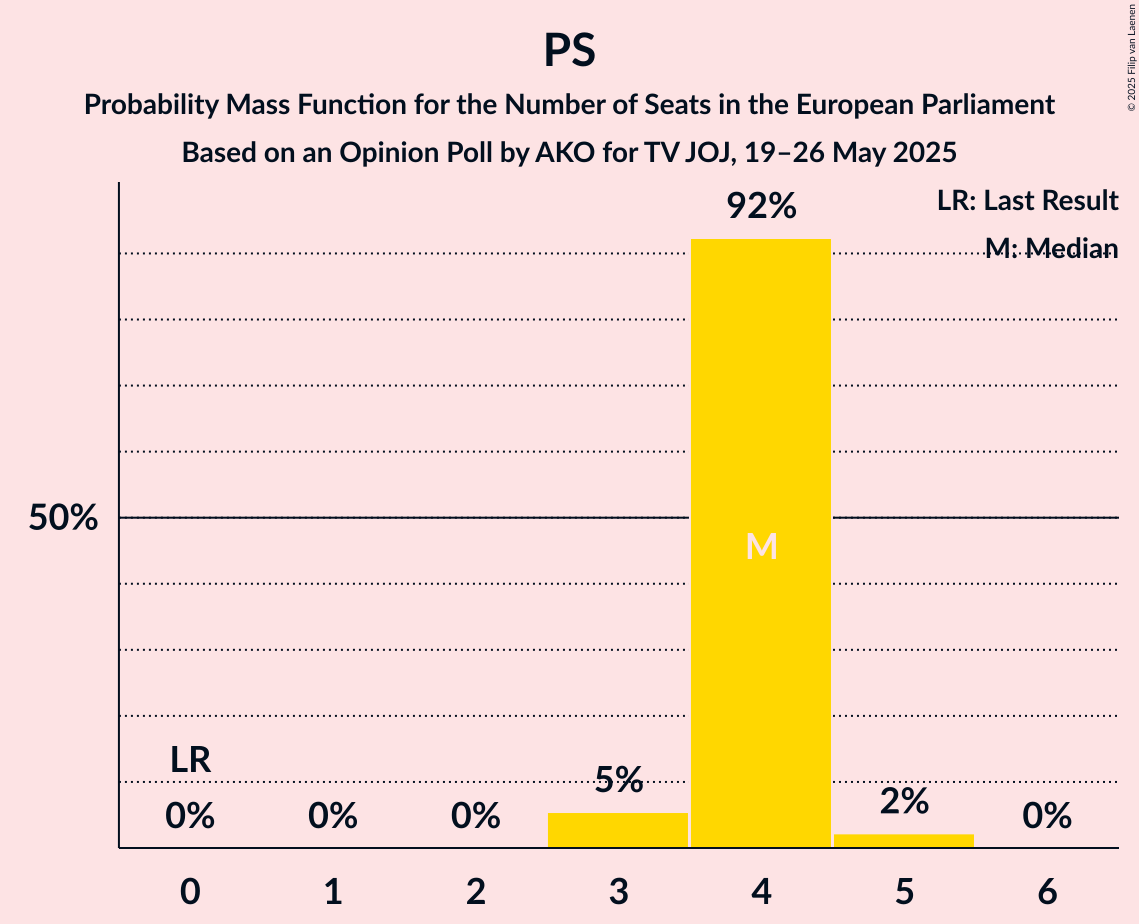 PS
Probability Mass Function for the Number of Seats in the European Parliament
Based on an Opinion Poll by AKO for TV JOJ, 19–26 May 2025
© 2025 Filip van Laenen
LR: Last Result
M: Median
92%
50%
M
LR
5%
2%
0%
0%
0%
0%
0
1
2
3
4
5
6